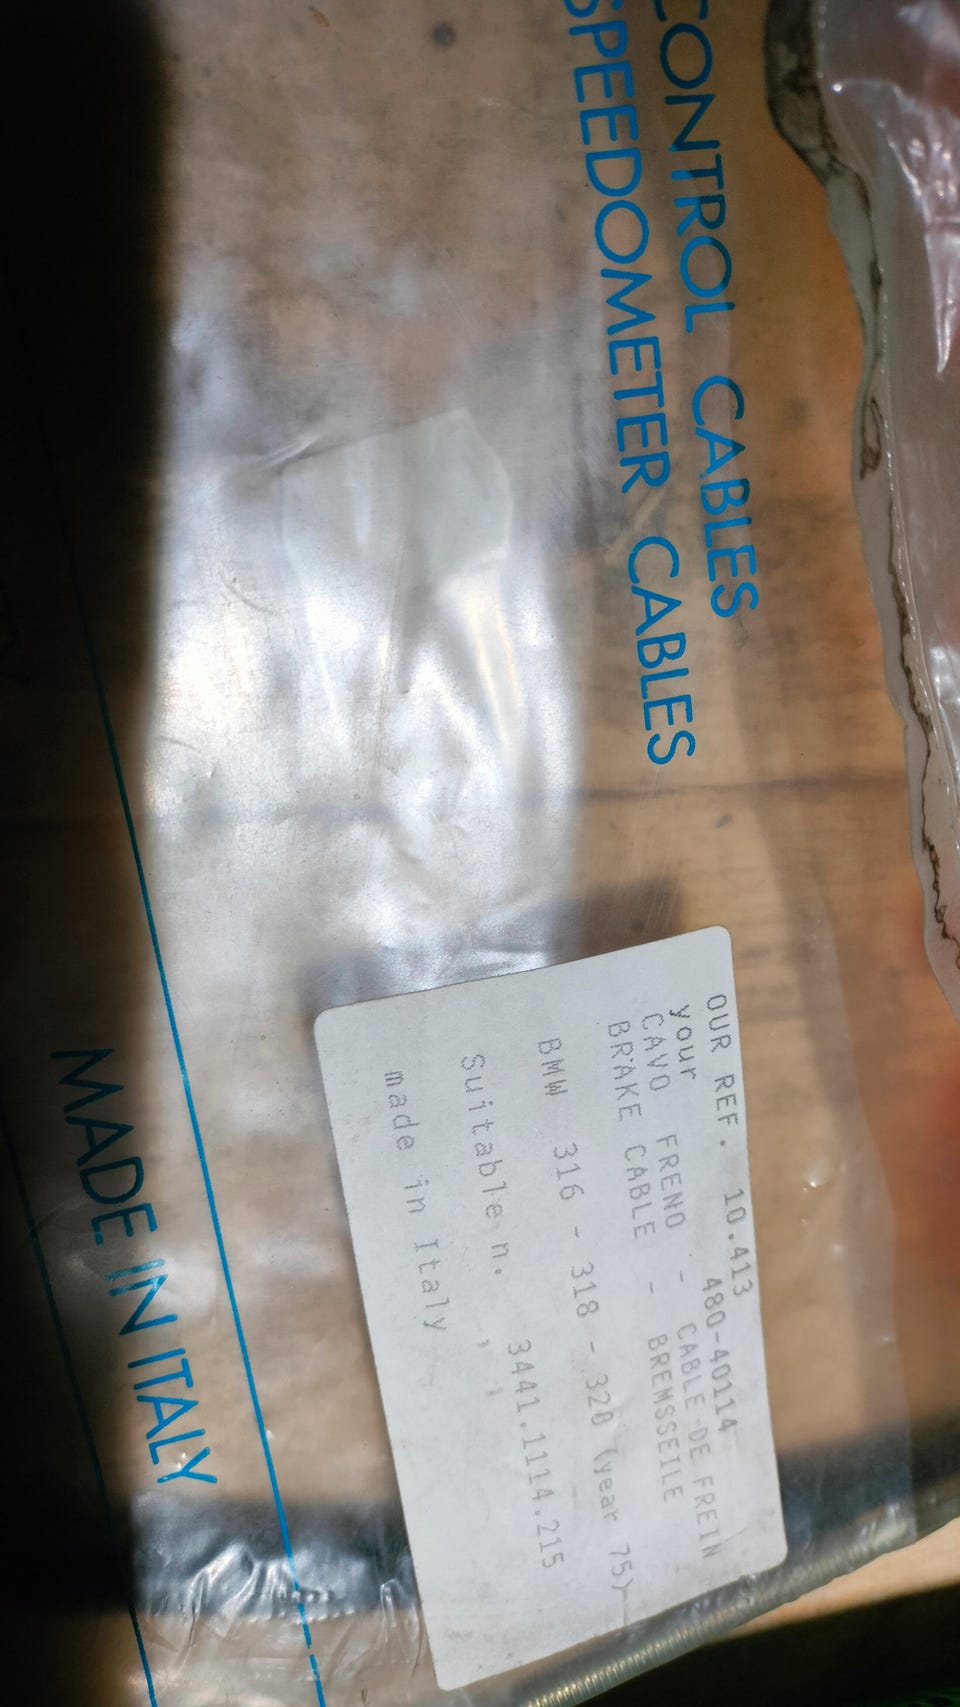 CONTROL CABLES
SPEEDOMETER CABLES
OUR REF. 10.413
your 480-40114
CAVO FRENO - CABLE DE FREIN
BRAKE CABLE - BREMSSEILE
BMW 316 - 318 - 320 (year 75)
Suitable n. 3441.1114.215
made in Italy
MADE IN ITALY